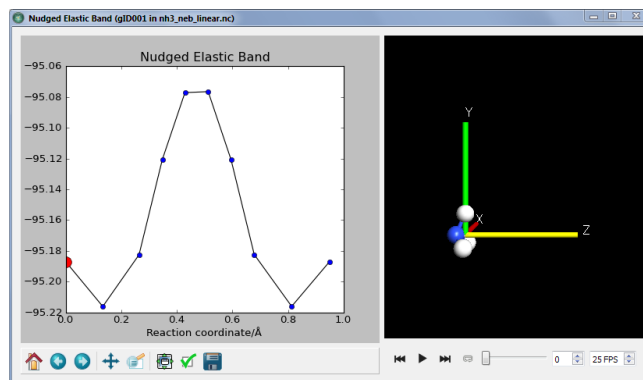 Nudged Elastic Band (gID001 in nh3_neb_linear.nc)
Nudged Elastic Band
−95.06
−95.08
−95.10
−95.12
−95.14
−95.16
−95.18
−95.20
−95.22
0.0 0.2 0.4 0.6 0.8 1.0
Reaction coordinate/Å
Y
X
Z
0 25 FPS